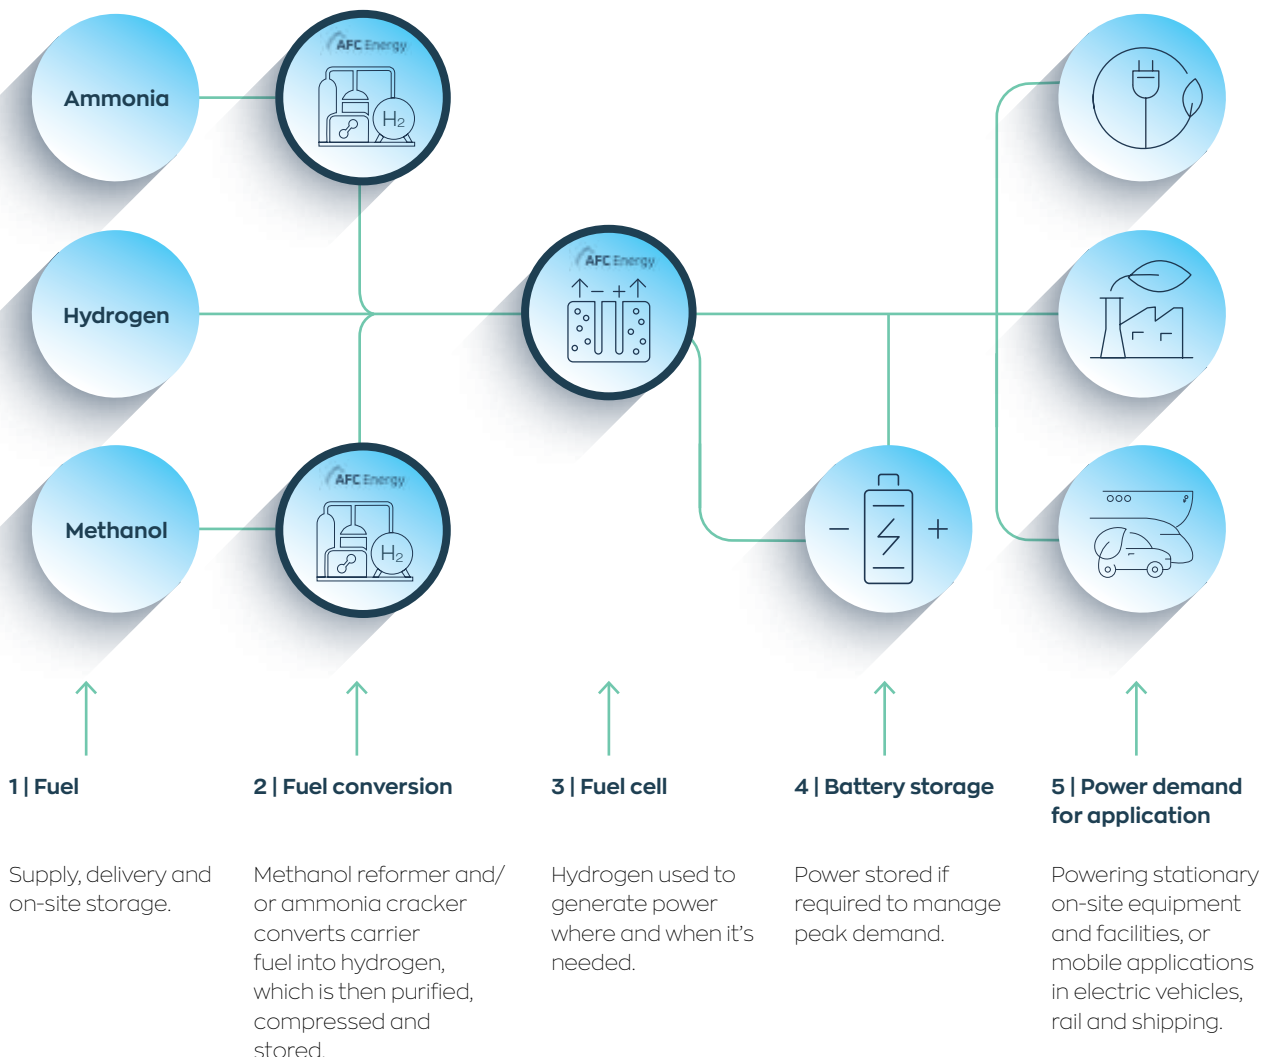 AFC Energy
H₂
Ammonia
AFC Energy
Hydrogen
AFC Energy
H₂
Methanol
1 | Fuel
Supply, delivery and
on-site storage.
2 | Fuel conversion
Methanol reformer and/
or ammonia cracker
converts carrier
fuel into hydrogen,
which is then purified,
compressed and
stored.
3 | Fuel cell
Hydrogen used to
generate power
where and when it's
needed.
4 | Battery storage
Power stored if
required to manage
peak demand.
5 | Power demand
for application
Powering stationary
on-site equipment
and facilities, or
mobile applications
in electric vehicles,
rail and shipping.